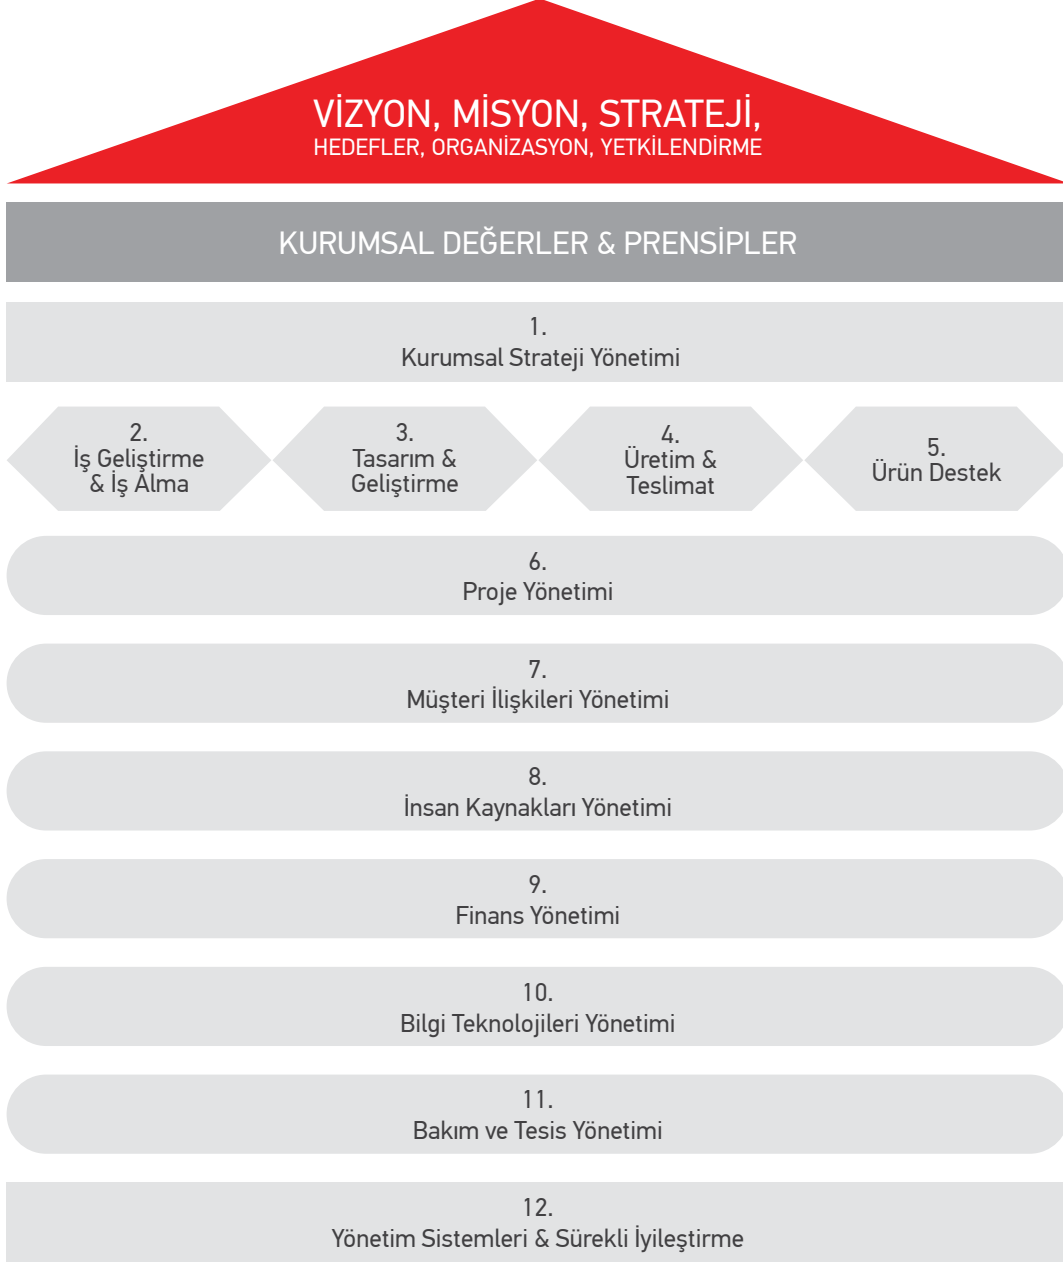 VİZYON, MİSYON, STRATEJİ,
HEDEFLER, ORGANİZASYON, YETKİLENDİRME
KURUMSAL DEĞERLER & PRENSİPLER
1.
Kurumsal Strateji Yönetimi
2.
İş Geliştirme
& İş Alma
3.
Tasarım &
Geliştirme
4.
Üretim &
Teslimat
5.
Ürün Destek
6.
Proje Yönetimi
7.
Müşteri İlişkileri Yönetimi
8.
İnsan Kaynakları Yönetimi
9.
Finans Yönetimi
10.
Bilgi Teknolojileri Yönetimi
11.
Bakım ve Tesis Yönetimi
12.
Yönetim Sistemleri & Sürekli İyileştirme